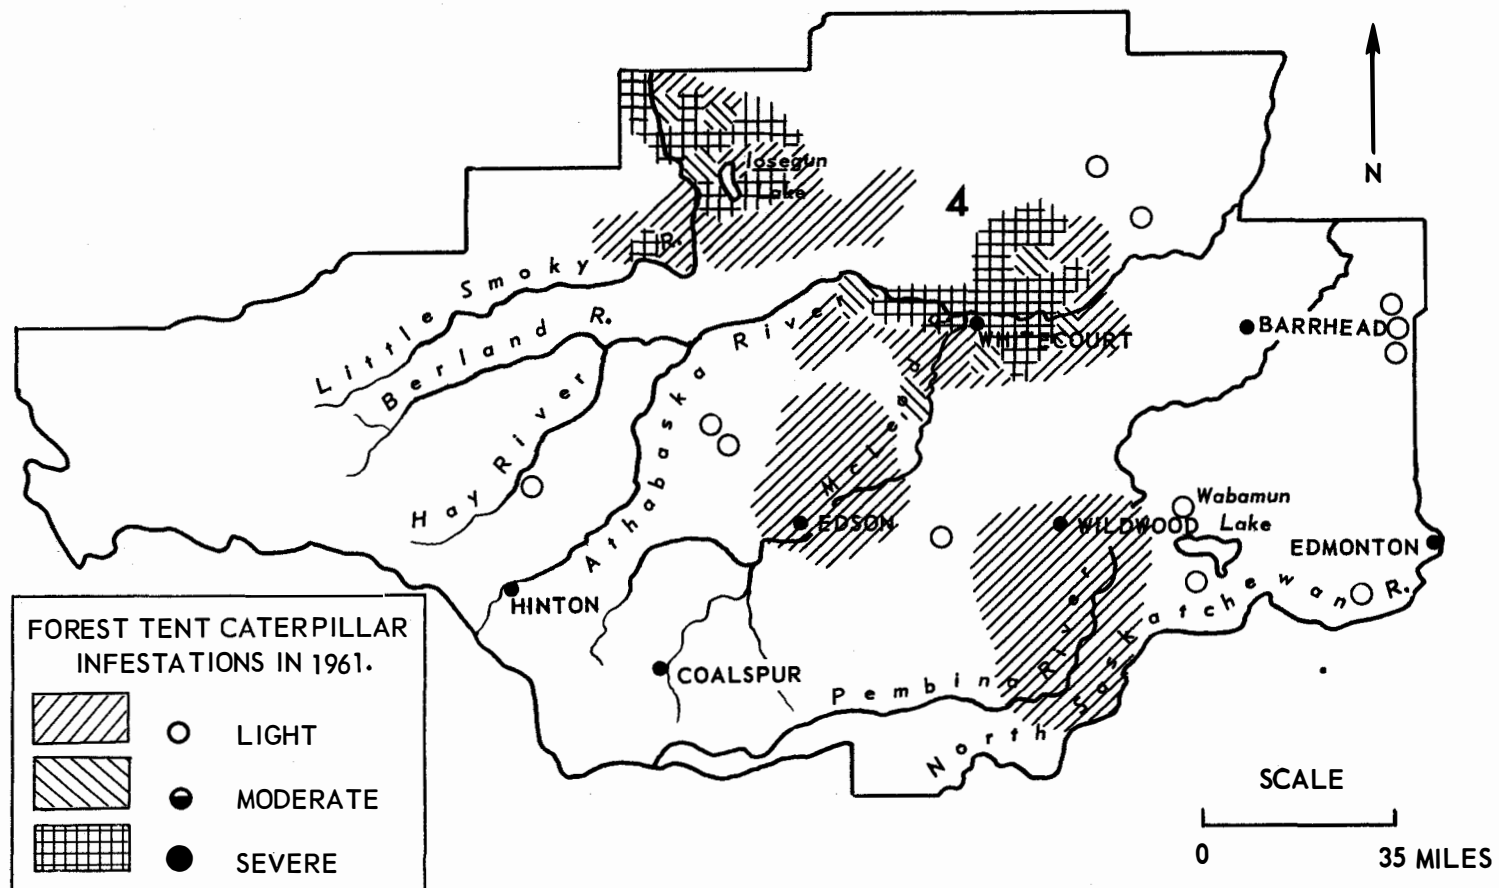 N
Iosegun
Lake
4
Little Smoky R.
Berland R.
Hay River
Athabaska River
McLeod
R.
WHITECOURT
BARRHEAD
EDSON
WILDWOOD
Wabamun
Lake
EDMONTON
HINTON
COALSPUR
Pembina River
North Saskatchewan R.
FOREST TENT CATERPILLAR
INFESTATIONS IN 1961.
LIGHT
MODERATE
SEVERE
SCALE
0 35 MILES